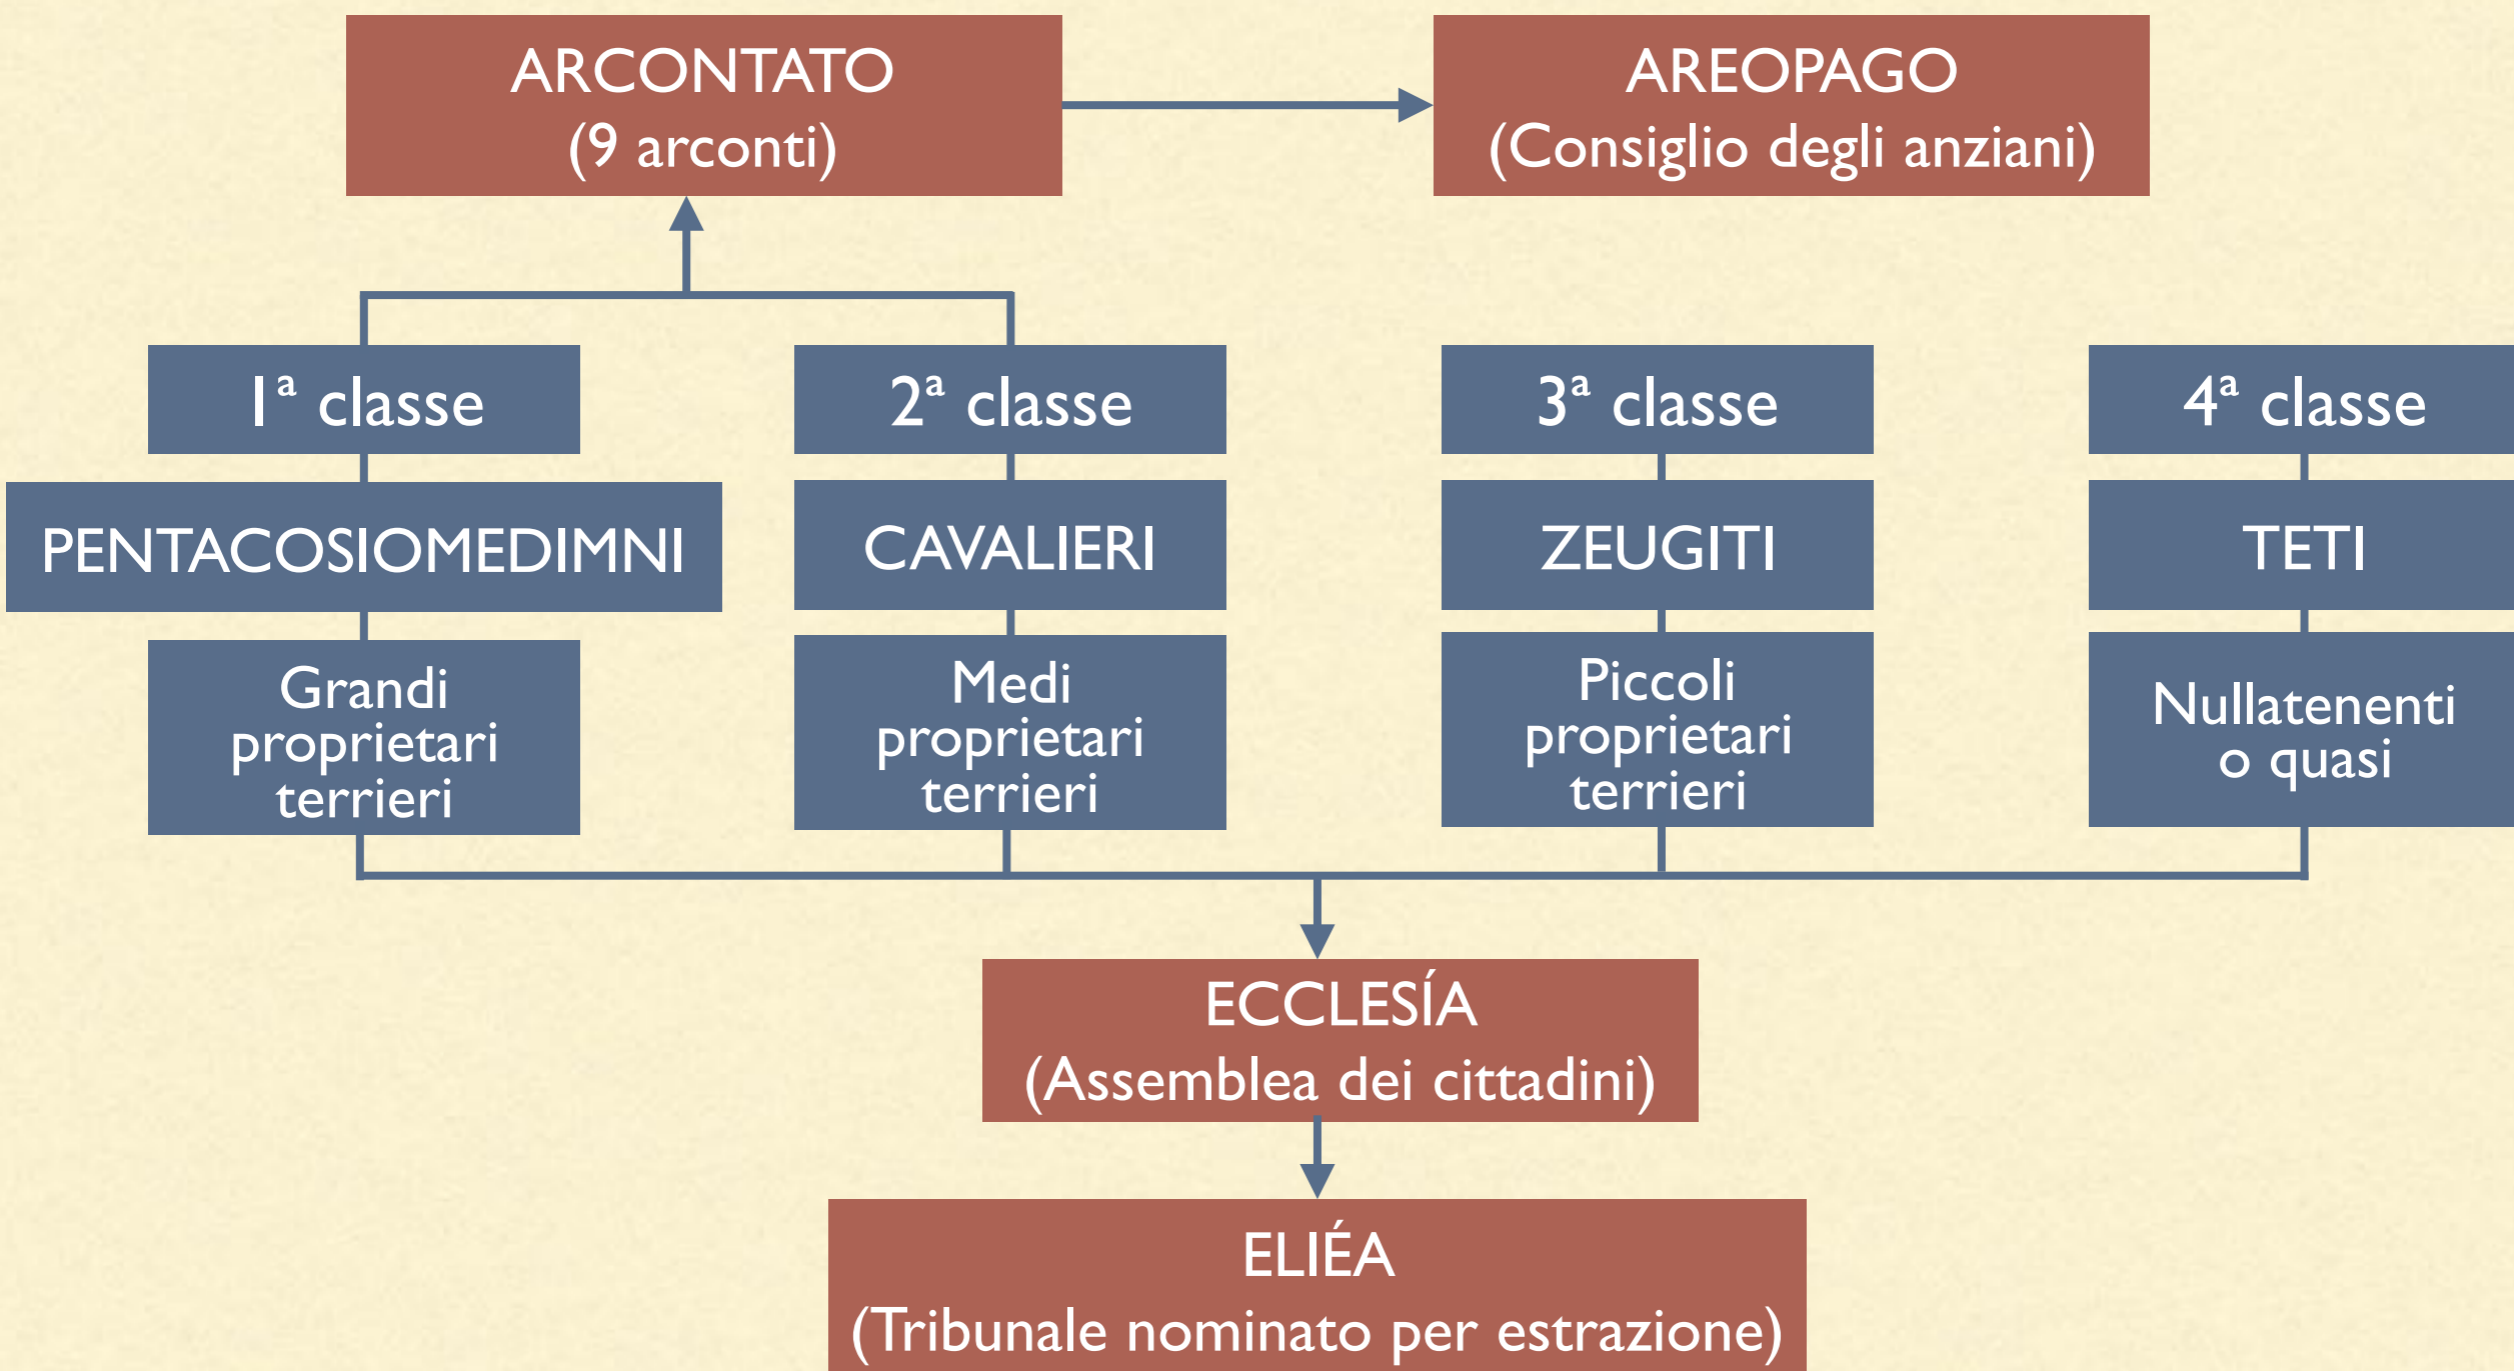 ARCONTATO
(9 arconti)
AREOPAGO
(Consiglio degli anziani)
1ª classe
2ª classe
3ª classe
4ª classe
PENTACOSIOMEDIMNI
CAVALIERI
ZEUGITI
TETI
Grandi
proprietari
terrieri
Medi
proprietari
terrieri
Piccoli
proprietari
terrieri
Nullatenenti
o quasi
ECCLESÍA
(Assemblea dei cittadini)
ELIÉA
(Tribunale nominato per estrazione)